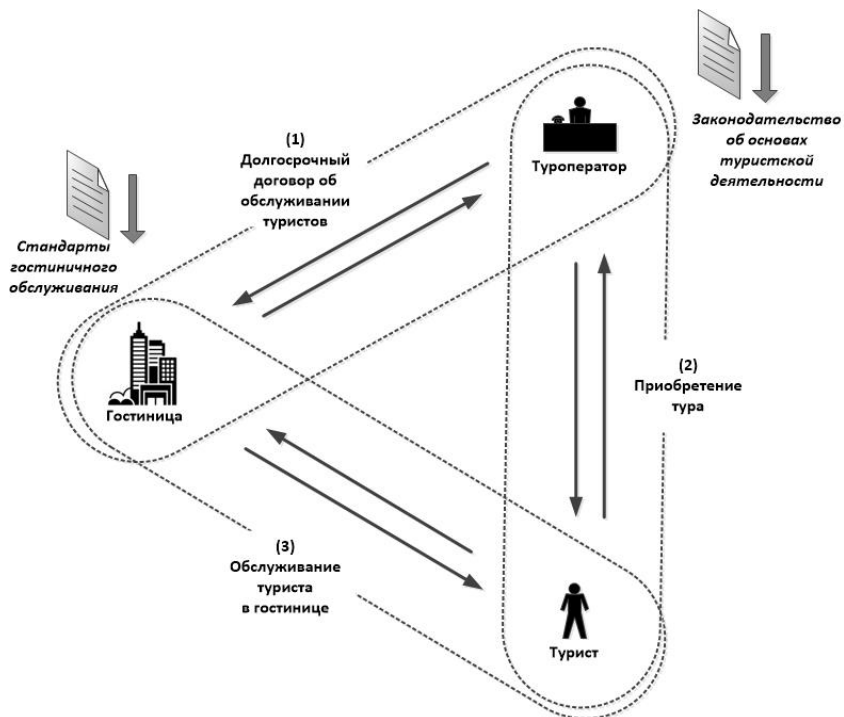 (1)
Долгосрочный
договор об
обслуживании
туристов
Туроператор
Законодательство
об основах
туристской
деятельности
Стандарты
гостиничного
обслуживания
Гостиница
(2)
Приобретение
тура
(3)
Обслуживание
туриста
в гостинице
Турист